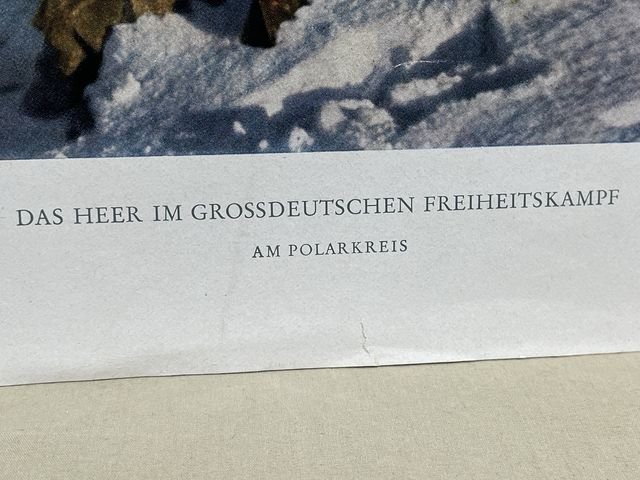 DAS HEER IM GROSSDEUTSCHEN FREIHEITSKAMPF
AM POLARKREIS